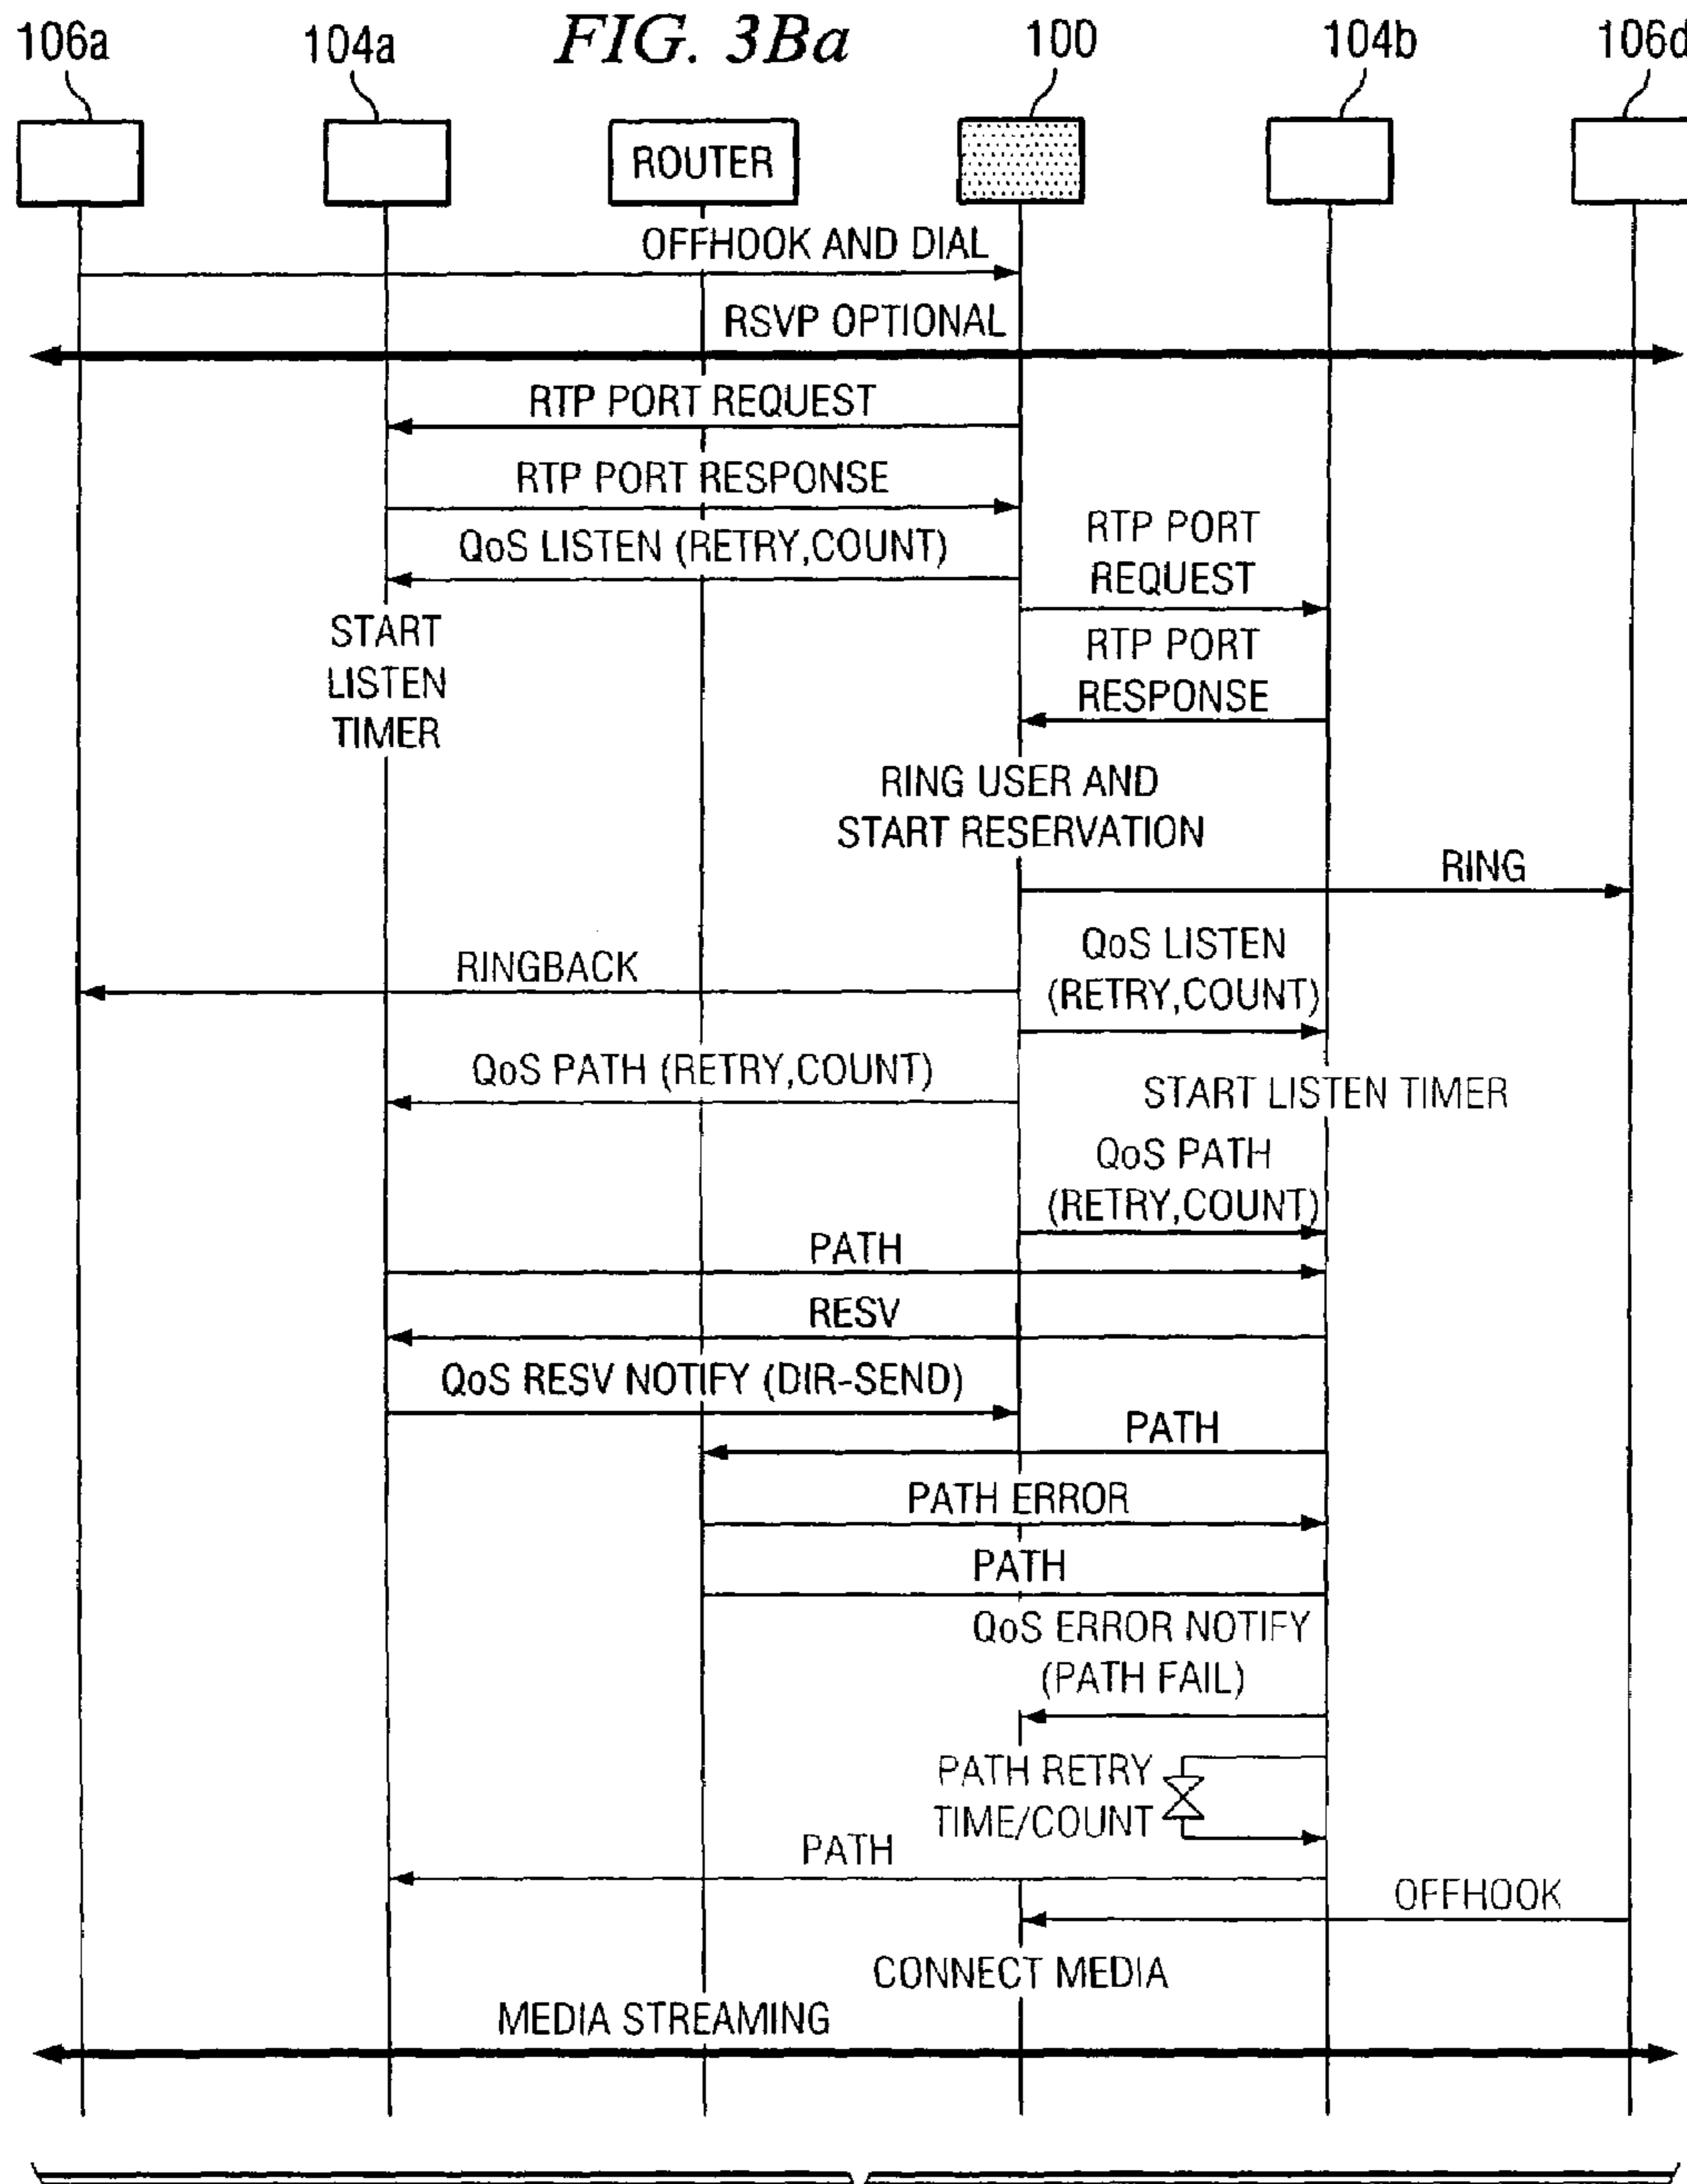 FIG. 3Ba
106a
104a
100
104b
106d
ROUTER
OFFHOOK AND DIAL
RSVP OPTIONAL
RTP PORT REQUEST
RTP PORT RESPONSE
QoS LISTEN (RETRY,COUNT)
RTP PORT
REQUEST
START
LISTEN
TIMER
RTP PORT
RESPONSE
RING USER AND
START RESERVATION
RING
RINGBACK
QoS LISTEN
(RETRY,COUNT)
QoS PATH (RETRY,COUNT)
START LISTEN TIMER
QoS PATH
(RETRY,COUNT)
PATH
RESV
QoS RESV NOTIFY (DIR-SEND)
PATH
PATH ERROR
PATH
QoS ERROR NOTIFY
(PATH FAIL)
PATH RETRY
TIME/COUNT
PATH
OFFHOOK
CONNECT MEDIA
MEDIA STREAMING